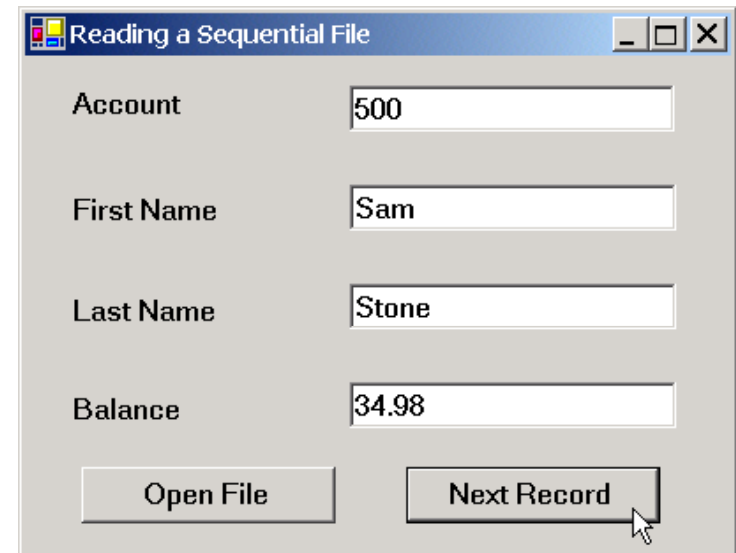 Reading a Sequential File
Account 500
First Name Sam
Last Name Stone
Balance 34.98
Open File Next Record